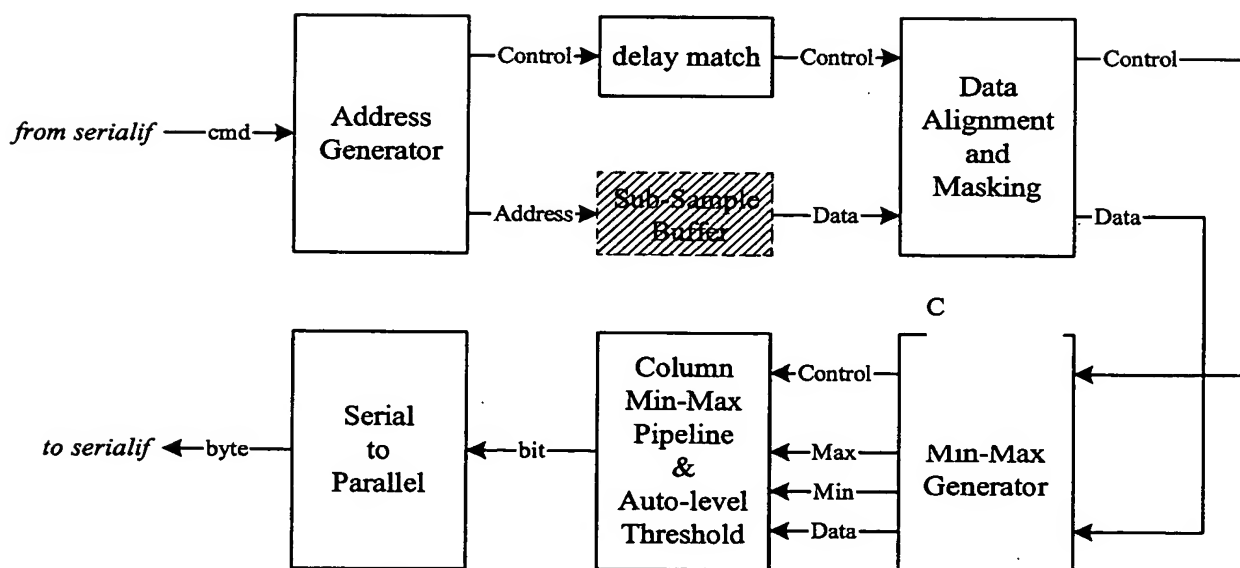 from serialif
cmd
Address
Generator
Control
delay match
Control
Address
Sub-Sample
Buffer
Data
Data
Alignment
and
Masking
Control
Data
C
Min-Max
Generator
Control
Max
Min
Data
Column
Min-Max
Pipeline
&
Auto-level
Threshold
bit
Serial
to
Parallel
byte
to serialif